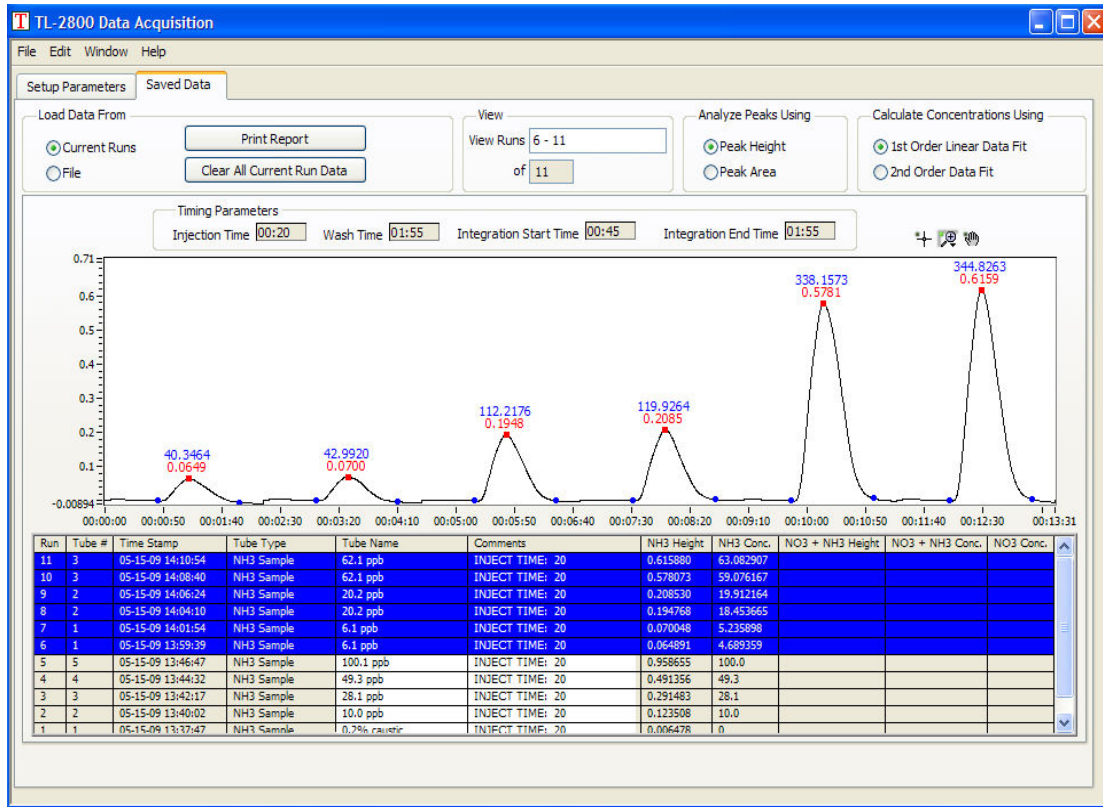 TL-2800 Data Acquisition
File Edit Window Help
Setup Parameters Saved Data
Load Data From
Current Runs
File
Print Report
Clear All Current Run Data
View
View Runs 6 - 11
of 11
Analyze Peaks Using
Peak Height
Peak Area
Calculate Concentrations Using
1st Order Linear Data Fit
2nd Order Data Fit
Timing Parameters
Injection Time 00:20 Wash Time 01:55 Integration Start Time 00:45 Integration End Time 01:55
0.71
0.6
0.5
0.4
0.3
0.2
0.1
-0.00894
40.3464
0.0649
42.9920
0.0700
112.2176
0.1948
119.9264
0.2085
338.1573
0.5781
344.8263
0.6159
00:00:00 00:00:50 00:01:40 00:02:30 00:03:20 00:04:10 00:05:00 00:05:50 00:06:40 00:07:30 00:08:20 00:09:10 00:10:00 00:10:50 00:11:40 00:12:30 00:13:31
Run Tube # Time Stamp Tube Type Tube Name Comments NH3 Height NH3 Conc. NO3 + NH3 Height NO3 + NH3 Conc. NO3 Conc.
11 3 05-15-09 14:10:54 NH3 Sample 62.1 ppb INJECT TIME: 20 0.615880 63.082907
10 3 05-15-09 14:08:40 NH3 Sample 62.1 ppb INJECT TIME: 20 0.578073 59.076167
9 2 05-15-09 14:06:24 NH3 Sample 20.2 ppb INJECT TIME: 20 0.208530 19.912164
8 2 05-15-09 14:04:10 NH3 Sample 20.2 ppb INJECT TIME: 20 0.194768 18.453665
7 1 05-15-09 14:01:54 NH3 Sample 6.1 ppb INJECT TIME: 20 0.070048 5.235898
6 1 05-15-09 13:59:39 NH3 Sample 6.1 ppb INJECT TIME: 20 0.064891 4.689359
5 5 05-15-09 13:46:47 NH3 Sample 100.1 ppb INJECT TIME: 20 0.958655 100.0
4 4 05-15-09 13:44:32 NH3 Sample 49.3 ppb INJECT TIME: 20 0.491356 49.3
3 3 05-15-09 13:42:17 NH3 Sample 28.1 ppb INJECT TIME: 20 0.291483 28.1
2 2 05-15-09 13:40:02 NH3 Sample 10.0 ppb INJECT TIME: 20 0.123508 10.0
1 1 05-15-09 13:37:47 NH3 Sample 0.2% caustic INJECT TIME: 20 0.006478 0